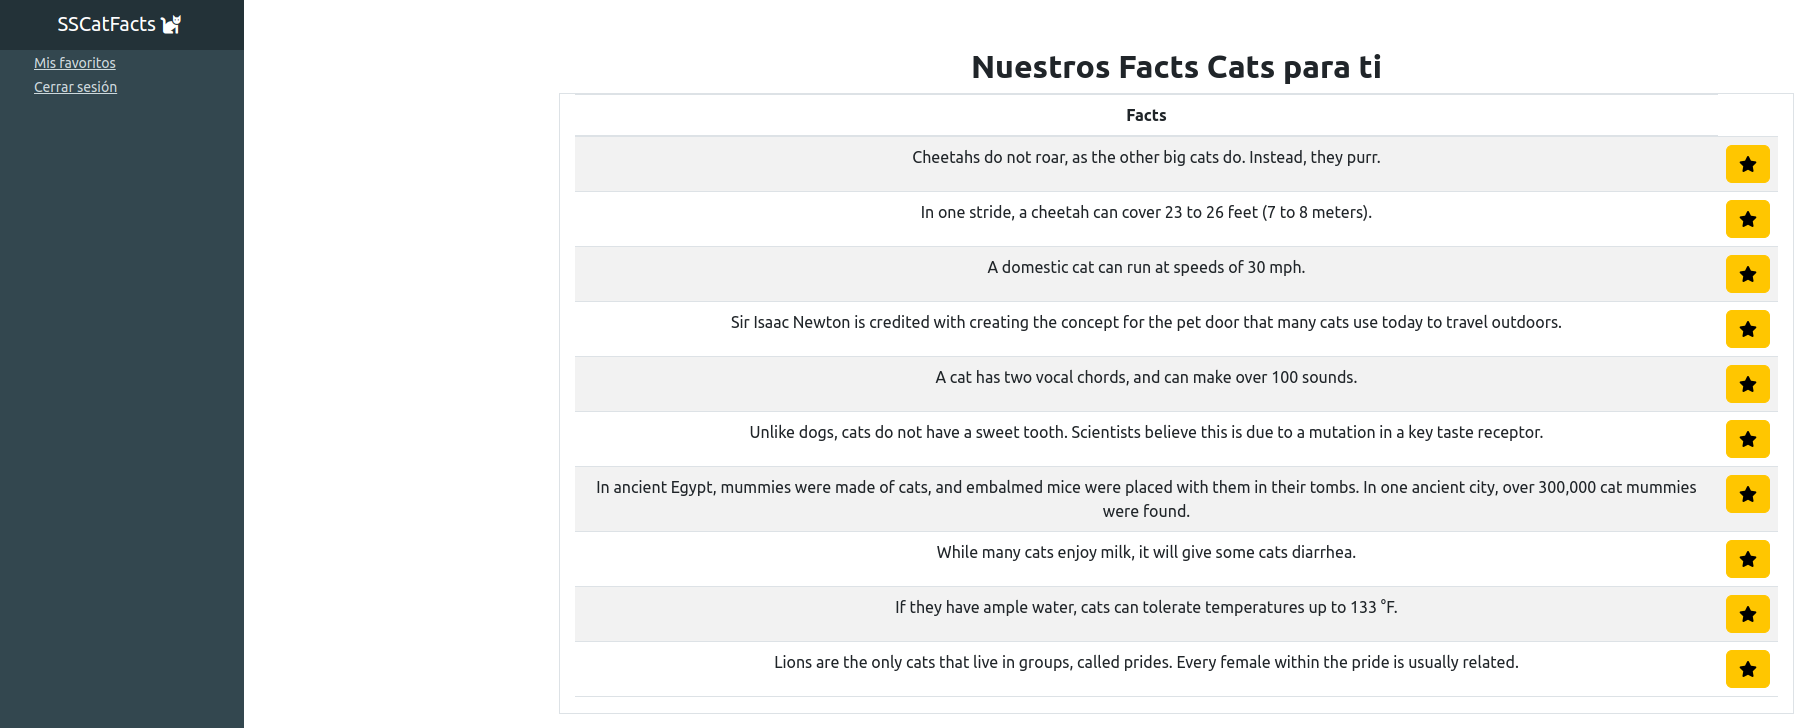 SSCatFacts
Mis favoritos
Cerrar sesión
Nuestros Facts Cats para ti
Facts
Cheetahs do not roar, as the other big cats do. Instead, they purr.
In one stride, a cheetah can cover 23 to 26 feet (7 to 8 meters).
A domestic cat can run at speeds of 30 mph.
Sir Isaac Newton is credited with creating the concept for the pet door that many cats use today to travel outdoors.
A cat has two vocal chords, and can make over 100 sounds.
Unlike dogs, cats do not have a sweet tooth. Scientists believe this is due to a mutation in a key taste receptor.
In ancient Egypt, mummies were made of cats, and embalmed mice were placed with them in their tombs. In one ancient city, over 300,000 cat mummies
were found.
While many cats enjoy milk, it will give some cats diarrhea.
If they have ample water, cats can tolerate temperatures up to 133 °F.
Lions are the only cats that live in groups, called prides. Every female within the pride is usually related.